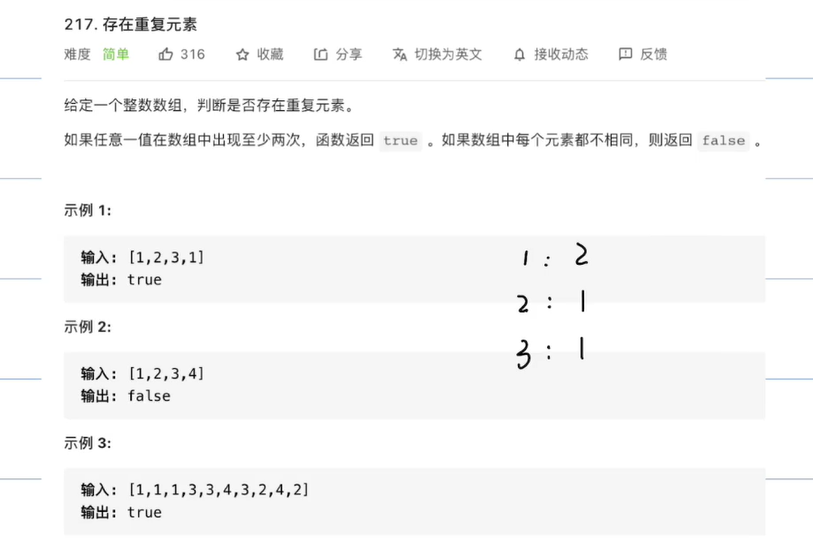 217. 存在重复元素
难度 简单 316 收藏 分享 切换为英文 接收动态 反馈
给定一个整数数组，判断是否存在重复元素。
如果任意一值在数组中出现至少两次，函数返回 true 。如果数组中每个元素都不相同，则返回 false 。
示例 1:
输入: [1,2,3,1]
输出: true
1 : 2
2 : 1
3 : 1
示例 2:
输入: [1,2,3,4]
输出: false
示例 3:
输入: [1,1,1,3,3,4,3,2,4,2]
输出: true